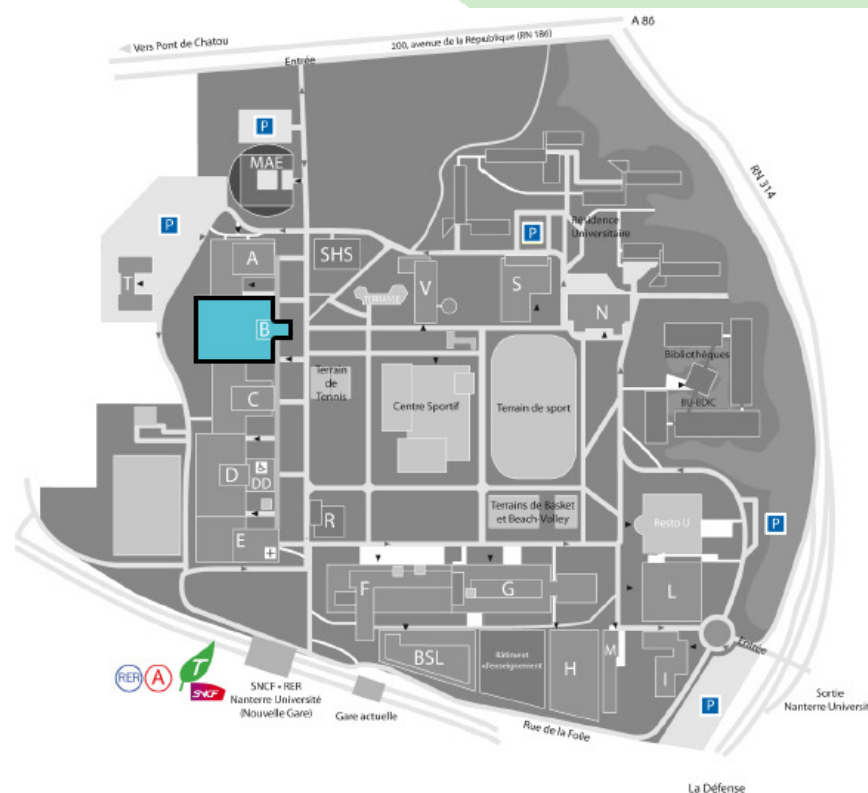 A 86
Vers Pont de Chatou
200, avenue de la République (RN 186)
Entrée
P
MAE
RN 314
P
Résidence
Universitaire
P
SHS
A
T
V
S
TERRASSE
N
B
Bibliothèques
Terrain
de
Tennis
BU-BDIC
C
Centre Sportif
Terrain de sport
D
DD
Terrains de Basket
et Beach-Volley
R
Resto U
P
E
F
G
L
Entrée
BSL
Bâtiment
d'enseignement
H
M
I
RER
A
T
SNCF
SNCF • RER
Nanterre Université
(Nouvelle Gare)
Gare actuelle
P
Sortie
Nanterre Universit
Rue de la Folie
La Défense